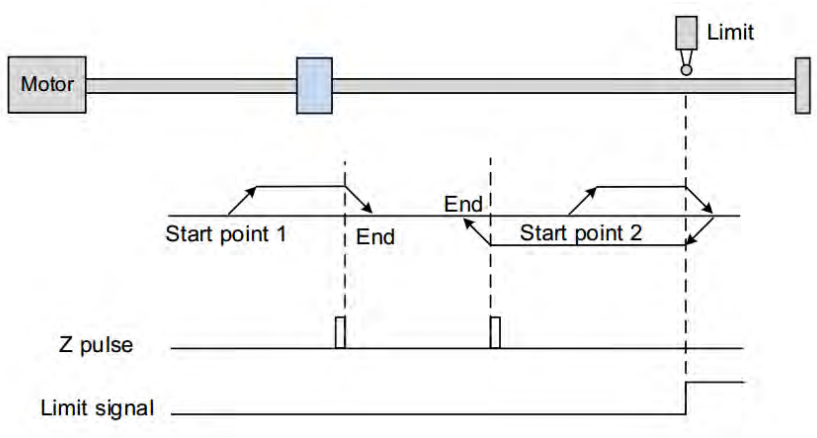 Limit
Motor
End
Start point 1
End
Start point 2
Z pulse
Limit signal